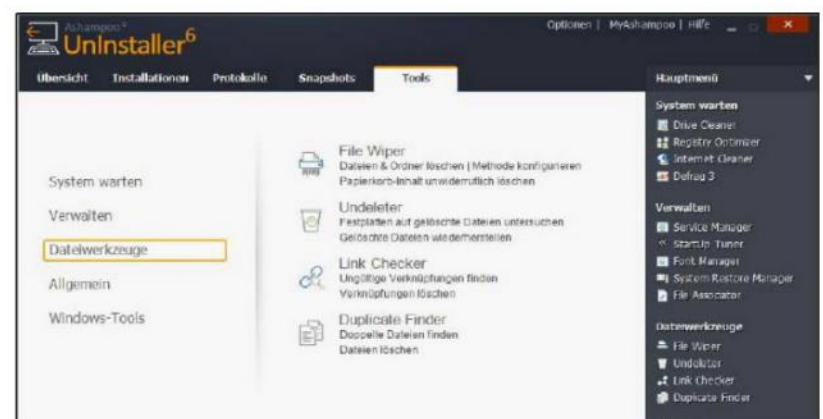 Ashampoo®
UnInstaller 6
Optionen | MyAshampoo | Hilfe
Übersicht Installationen Protokolle Snapshots Tools
Hauptmenü
System warten
Verwalten
Dateiwerkzeuge
Allgemein
Windows-Tools
File Wiper
Dateien & Ordner löschen | Methode konfigurieren
Papierkorb-Inhalt unwiderruflich löschen
Undeleter
Festplatten auf gelöschte Dateien untersuchen
Gelöschte Dateien wiederherstellen
Link Checker
Ungültige Verknüpfungen finden
Verknüpfungen löschen
Duplicate Finder
Doppelte Dateien finden
Dateien löschen
System warten
Drive Cleaner
Registry Optimizer
Internet Cleaner
Defrag 3
Verwalten
Service Manager
StartUp Tuner
Font Manager
System Restore Manager
File Associator
Dateiwerkzeuge
File Wiper
Undeleter
Link Checker
Duplicate Finder